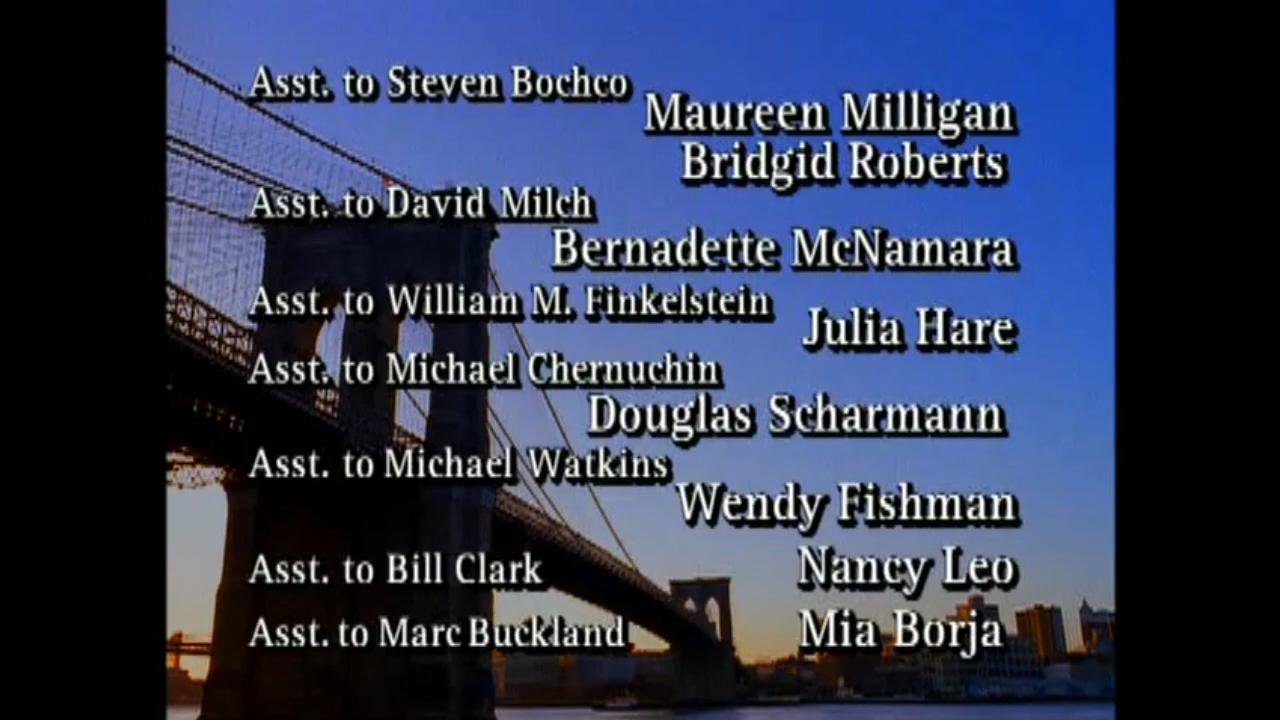 Asst. to Steven Bochco
Maureen Milligan
Bridgid Roberts
Asst. to David Milch
Bernadette McNamara
Asst. to William M. Finkelstein
Julia Hare
Asst. to Michael Chernuchin
Douglas Scharmann
Asst. to Michael Watkins
Wendy Fishman
Asst. to Bill Clark
Nancy Leo
Asst. to Marc Buckland
Mia Borja